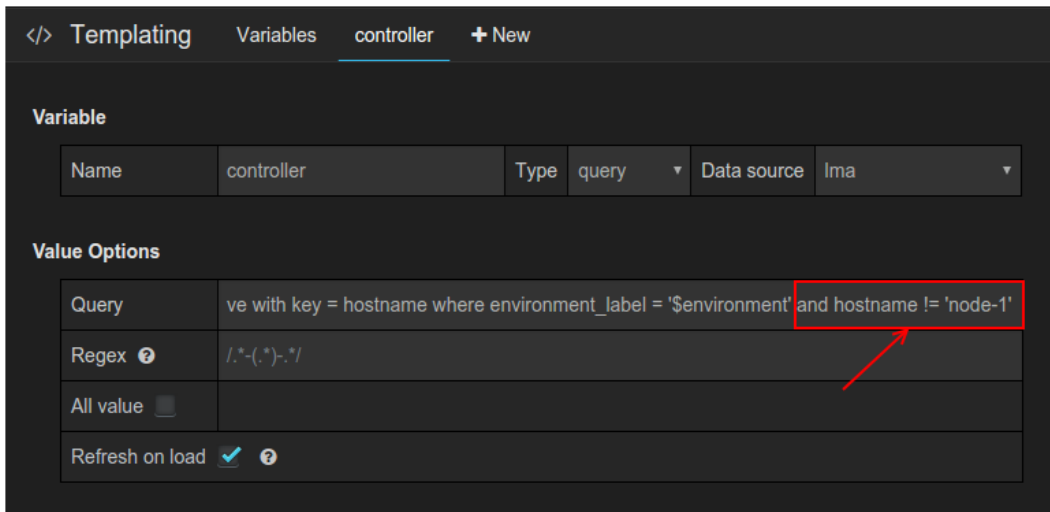 </> Templating Variables controller + New
Variable
Name controller Type query Data source lma
Value Options
Query ve with key = hostname where environment_label = '$environment' and hostname != 'node-1'
Regex ? /.*-(.*)-.*/
All value
Refresh on load ?